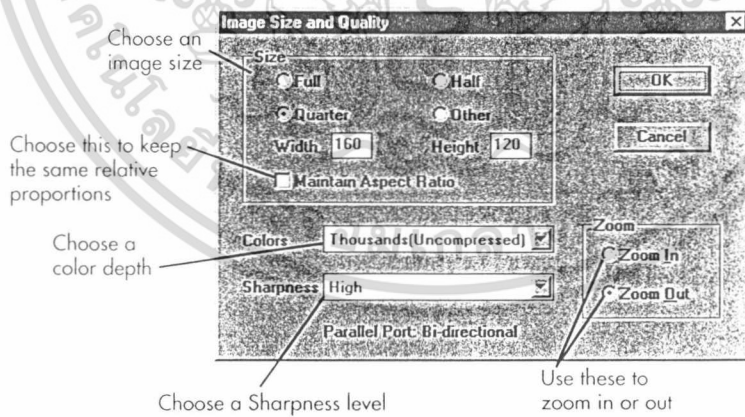 Image Size and Quality
Choose an
image size
Size
Full
Half
OK
Quarter
Other
Cancel
Width 160 Height 120
Choose this to keep
the same relative
proportions
Maintain Aspect Ratio
Zoom
Colors Thousands(Uncompressed)
Zoom In
Choose a
color depth
Sharpness High
Zoom Out
Parallel Port: Bi-directional
Choose a Sharpness level
Use these to
zoom in or out